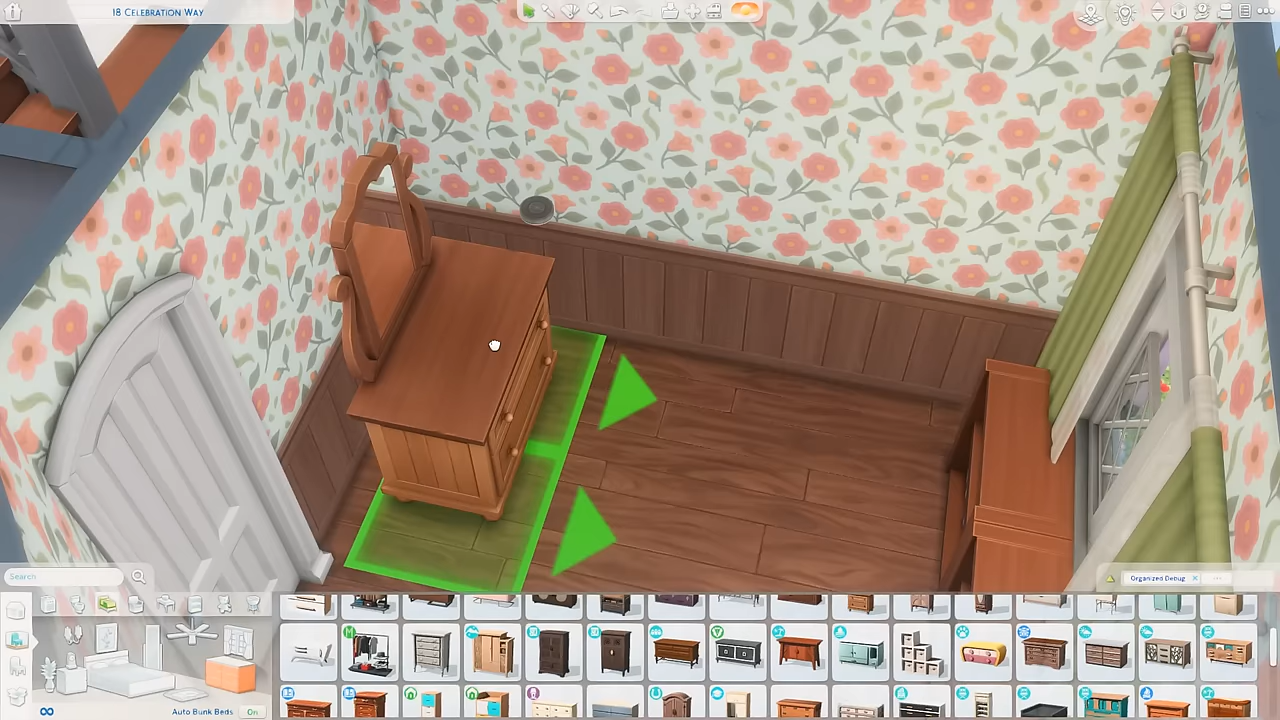 18 Celebration Way
Search
Organized Debug
Auto Bunk Beds
On